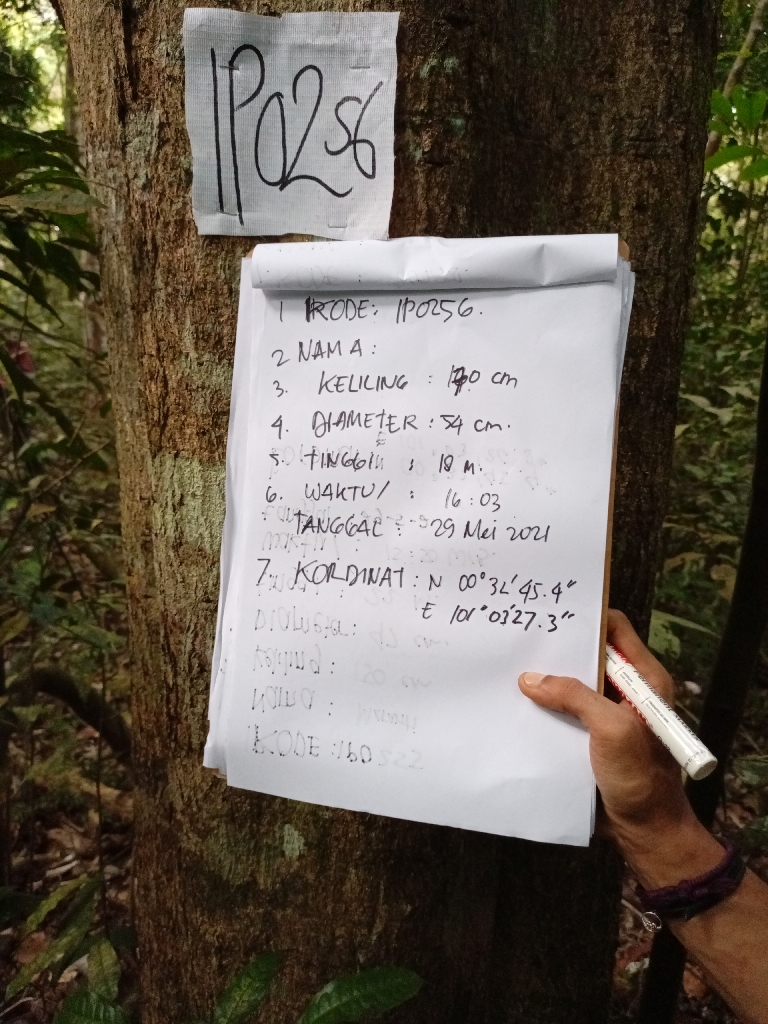 IP0256
1 KODE: IP0256.
2 NAMA:
3. KELILING : 170 cm
4. DIAMETER : 54 cm.
5. TINGGI : 18 m.
6. WAKTU/ : 16:03
TANGGAL : 29 Mei 2021
7. KORDINAT : N 00° 32' 45.4"
E 101° 03'27.3"